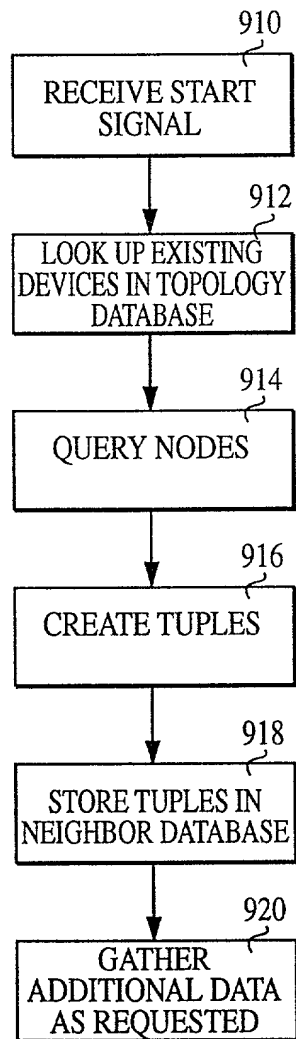 910
RECEIVE START
SIGNAL
912
LOOK UP EXISTING
DEVICES IN TOPOLOGY
DATABASE
914
QUERY NODES
916
CREATE TUPLES
918
STORE TUPLES IN
NEIGHBOR DATABASE
920
GATHER
ADDITIONAL DATA
AS REQUESTED